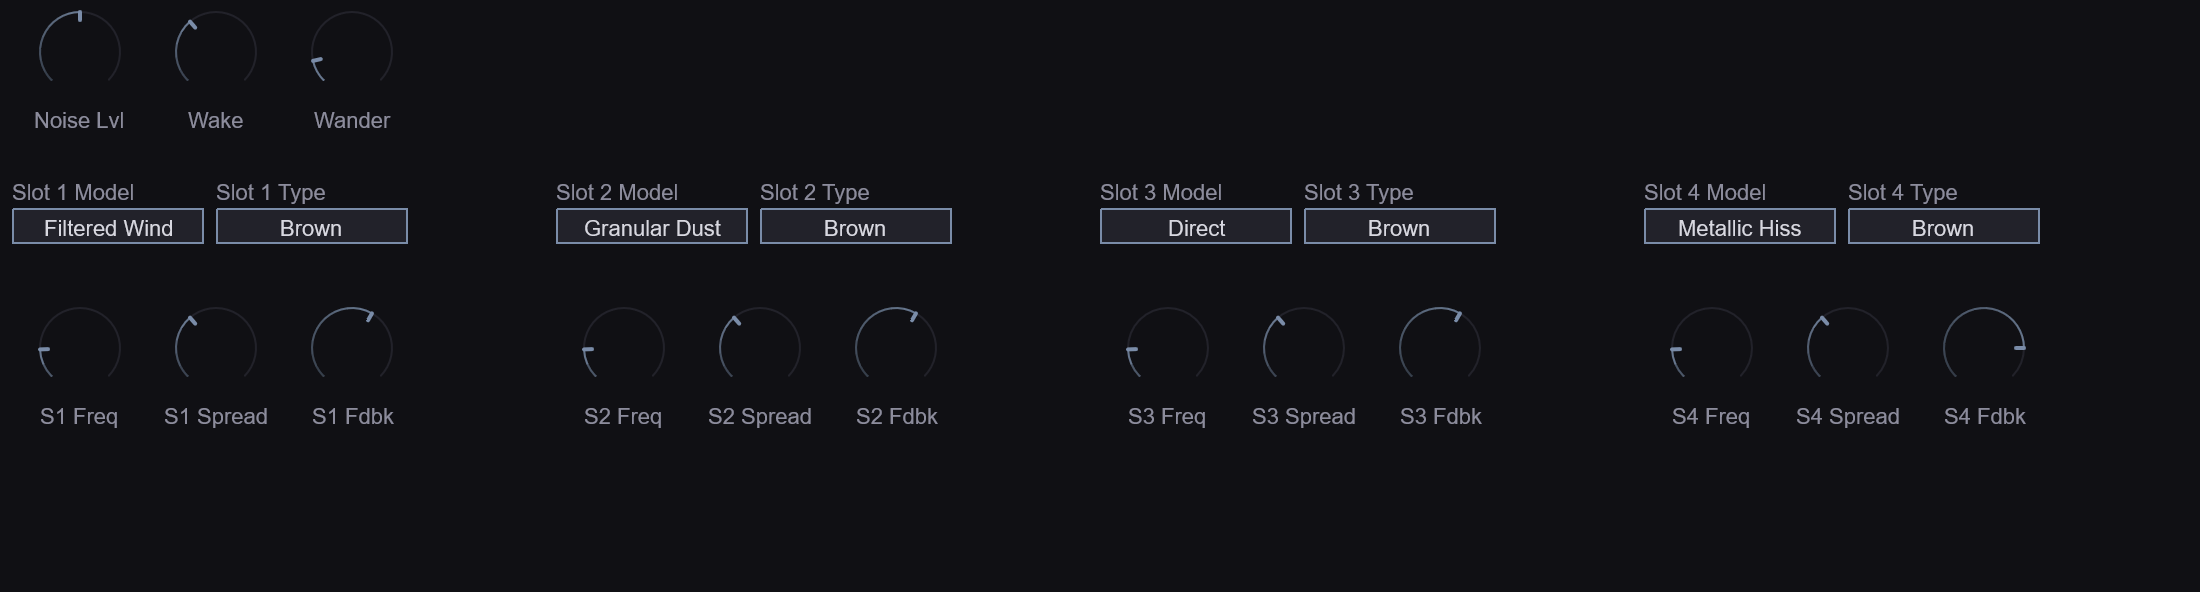 Noise Lvl Wake Wander
Slot 1 Model Slot 1 Type Slot 2 Model Slot 2 Type Slot 3 Model Slot 3 Type Slot 4 Model Slot 4 Type
Filtered Wind Brown Granular Dust Brown Direct Brown Metallic Hiss Brown
S1 Freq S1 Spread S1 Fdbk S2 Freq S2 Spread S2 Fdbk S3 Freq S3 Spread S3 Fdbk S4 Freq S4 Spread S4 Fdbk